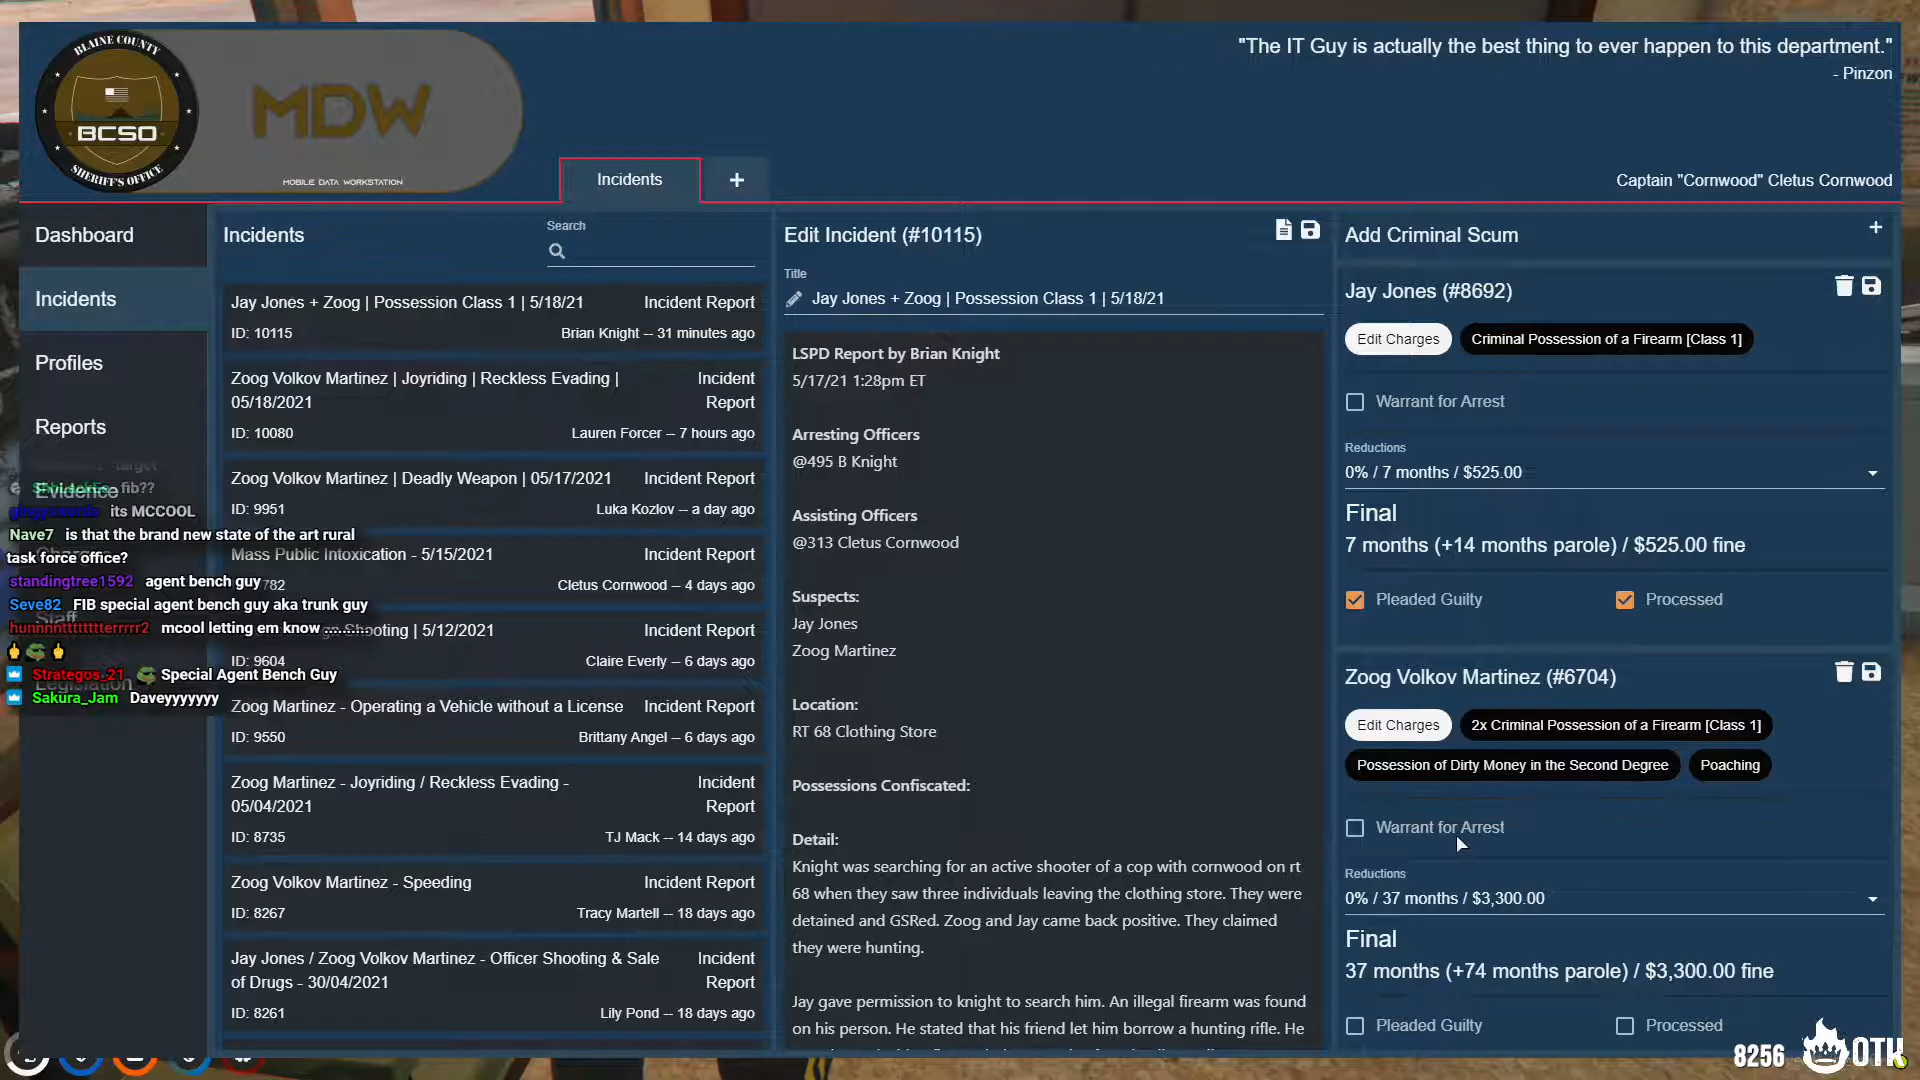 BLAINE COUNTY
BCSO
SHERIFF'S OFFICE
MDW
MOBILE DATA WORKSTATION
"The IT Guy is actually the best thing to ever happen to this department."
- Pinzon
Incidents
+
Captain "Cornwood" Cletus Cornwood
Dashboard
Incidents
Profiles
Reports
Evidence
Staff
Legislation
target
fib??
gingyswords its MCCOOL
Nave7 is that the brand new state of the art rural
task force office?
standingtree1592 agent bench guy
Seve82 FIB special agent bench guy aka trunk guy
mcool letting em know ..........
Strategos_21 Special Agent Bench Guy
Sakura_Jam Daveyyyyyyy
Incidents
Search
Jay Jones + Zoog | Possession Class 1 | 5/18/21 Incident Report
ID: 10115 Brian Knight -- 31 minutes ago
Zoog Volkov Martinez | Joyriding | Reckless Evading | Incident
05/18/2021 Report
ID: 10080 Lauren Forcer -- 7 hours ago
Zoog Volkov Martinez | Deadly Weapon | 05/17/2021 Incident Report
ID: 9951 Luka Kozlov -- a day ago
Mass Public Intoxication - 5/15/2021 Incident Report
782 Cletus Cornwood -- 4 days ago
Shooting | 5/12/2021 Incident Report
ID: 9604 Claire Everly -- 6 days ago
Zoog Martinez - Operating a Vehicle without a License Incident Report
ID: 9550 Brittany Angel -- 6 days ago
Zoog Martinez - Joyriding / Reckless Evading - Incident
05/04/2021 Report
ID: 8735 TJ Mack -- 14 days ago
Zoog Volkov Martinez - Speeding Incident Report
ID: 8267 Tracy Martell -- 18 days ago
Jay Jones / Zoog Volkov Martinez - Officer Shooting & Sale Incident
of Drugs - 30/04/2021 Report
ID: 8261 Lily Pond -- 18 days ago
Edit Incident (#10115)
Title
Jay Jones + Zoog | Possession Class 1 | 5/18/21
LSPD Report by Brian Knight
5/17/21 1:28pm ET
Arresting Officers
@495 B Knight
Assisting Officers
@313 Cletus Cornwood
Suspects:
Jay Jones
Zoog Martinez
Location:
RT 68 Clothing Store
Possessions Confiscated:
Detail:
Knight was searching for an active shooter of a cop with cornwood on rt
68 when they saw three individuals leaving the clothing store. They were
detained and GSRed. Zoog and Jay came back positive. They claimed
they were hunting.
Jay gave permission to knight to search him. An illegal firearm was found
on his person. He stated that his friend let him borrow a hunting rifle. He
Add Criminal Scum
+
Jay Jones (#8692)
Edit Charges Criminal Possession of a Firearm [Class 1]
Warrant for Arrest
Reductions
0% / 7 months / $525.00
Final
7 months (+14 months parole) / $525.00 fine
Pleaded Guilty Processed
Zoog Volkov Martinez (#6704)
Edit Charges 2x Criminal Possession of a Firearm [Class 1]
Possession of Dirty Money in the Second Degree Poaching
Warrant for Arrest
Reductions
0% / 37 months / $3,300.00
Final
37 months (+74 months parole) / $3,300.00 fine
Pleaded Guilty Processed
8256 OTK